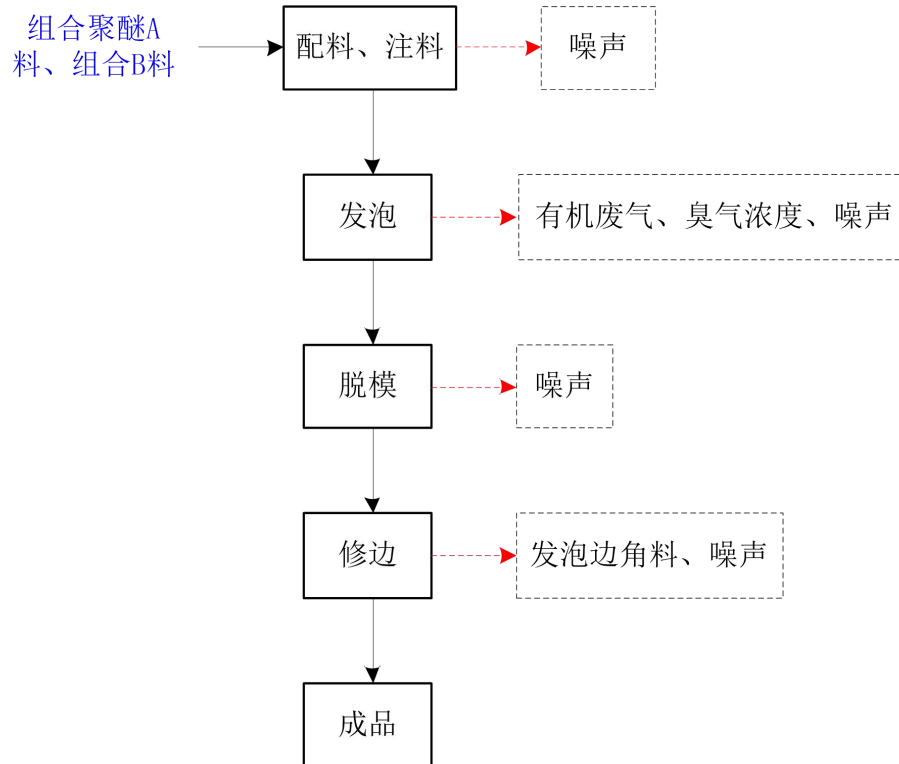 组合聚醚A
料、组合B料
配料、注料
噪声
发泡
有机废气、臭气浓度、噪声
脱模
噪声
修边
发泡边角料、噪声
成品